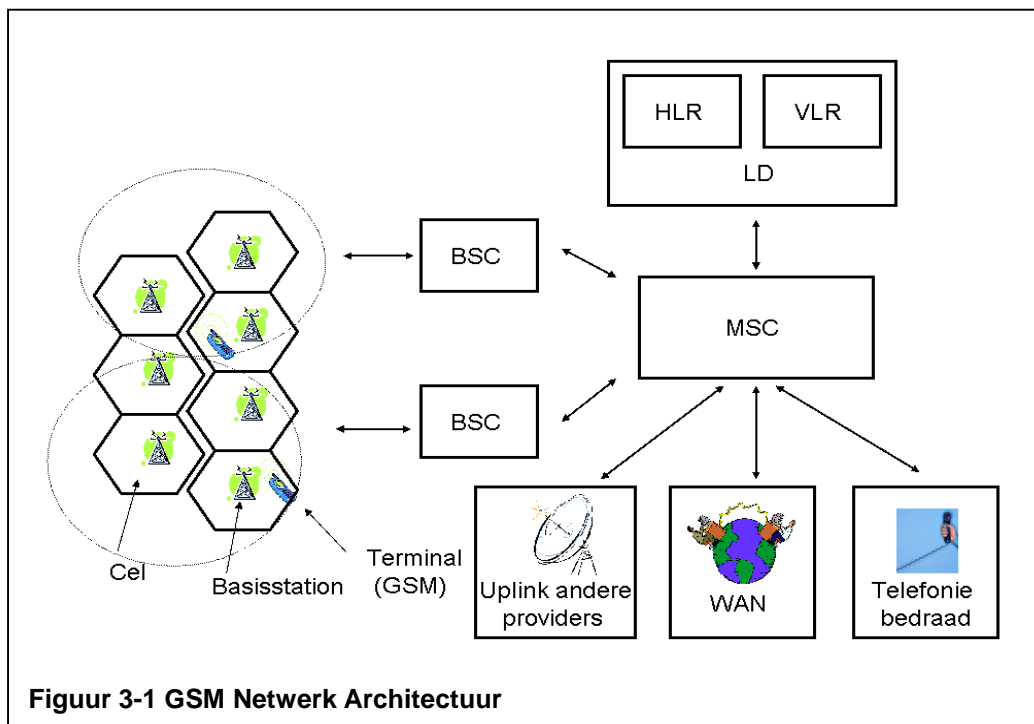 HLR
VLR
LD
BSC
MSC
BSC
Cel
Basisstation
Terminal
(GSM)
Uplink andere
providers
WAN
Telefonie
bedraad
Figuur 3-1 GSM Netwerk Architectuur